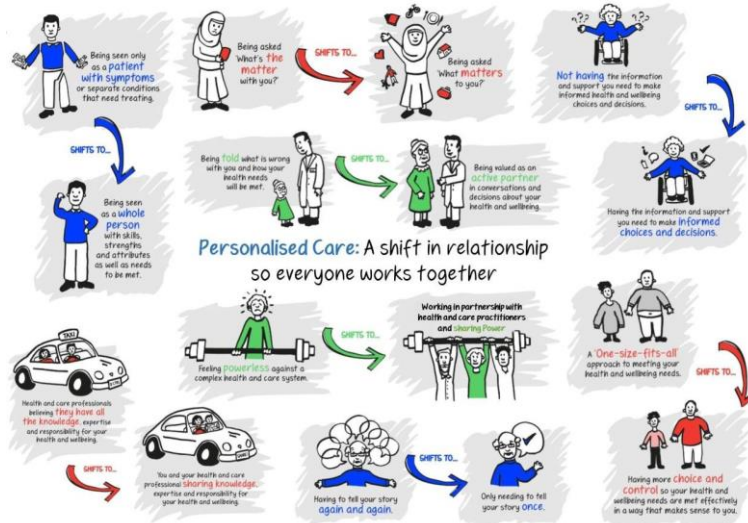 Being seen only
as a patient
with symptoms
or separate conditions
that need treating.
SHIFTS TO...
Being seen
as a whole
person
with skills,
strengths
and attributes
as well as needs
to be met.
Being asked
'What's the
matter
with you?'
SHIFTS TO...
Being asked
'What matters
to you?'
Not having the information
and support you need to make
informed health and wellbeing
choices and decisions.
SHIFTS TO...
Having the information and support
you need to make informed
choices and decisions.
Being told what is wrong
with you and how your
health needs
will be met.
SHIFTS TO...
Being valued as an
active partner
in conversations and
decisions about your
health and wellbeing.
Personalised Care: A shift in relationship
so everyone works together
Feeling powerless against a
complex health and care system.
SHIFTS TO...
Working in partnership with
health and care practitioners
and sharing Power
A 'One-size-fits-all'
approach to meeting your
health and wellbeing needs.
SHIFTS TO...
Having more choice and
control so your health and
wellbeing needs are met effectively
in a way that makes sense to you.
TAXI
Health and care professionals
believing they have all
the knowledge, expertise
and responsibility for your
health and wellbeing.
SHIFTS TO...
You and your health and care
professional sharing knowledge,
expertise and responsibility for
your health and wellbeing.
Having to tell your story
again and again.
SHIFTS TO...
Only needing to tell
your story once.